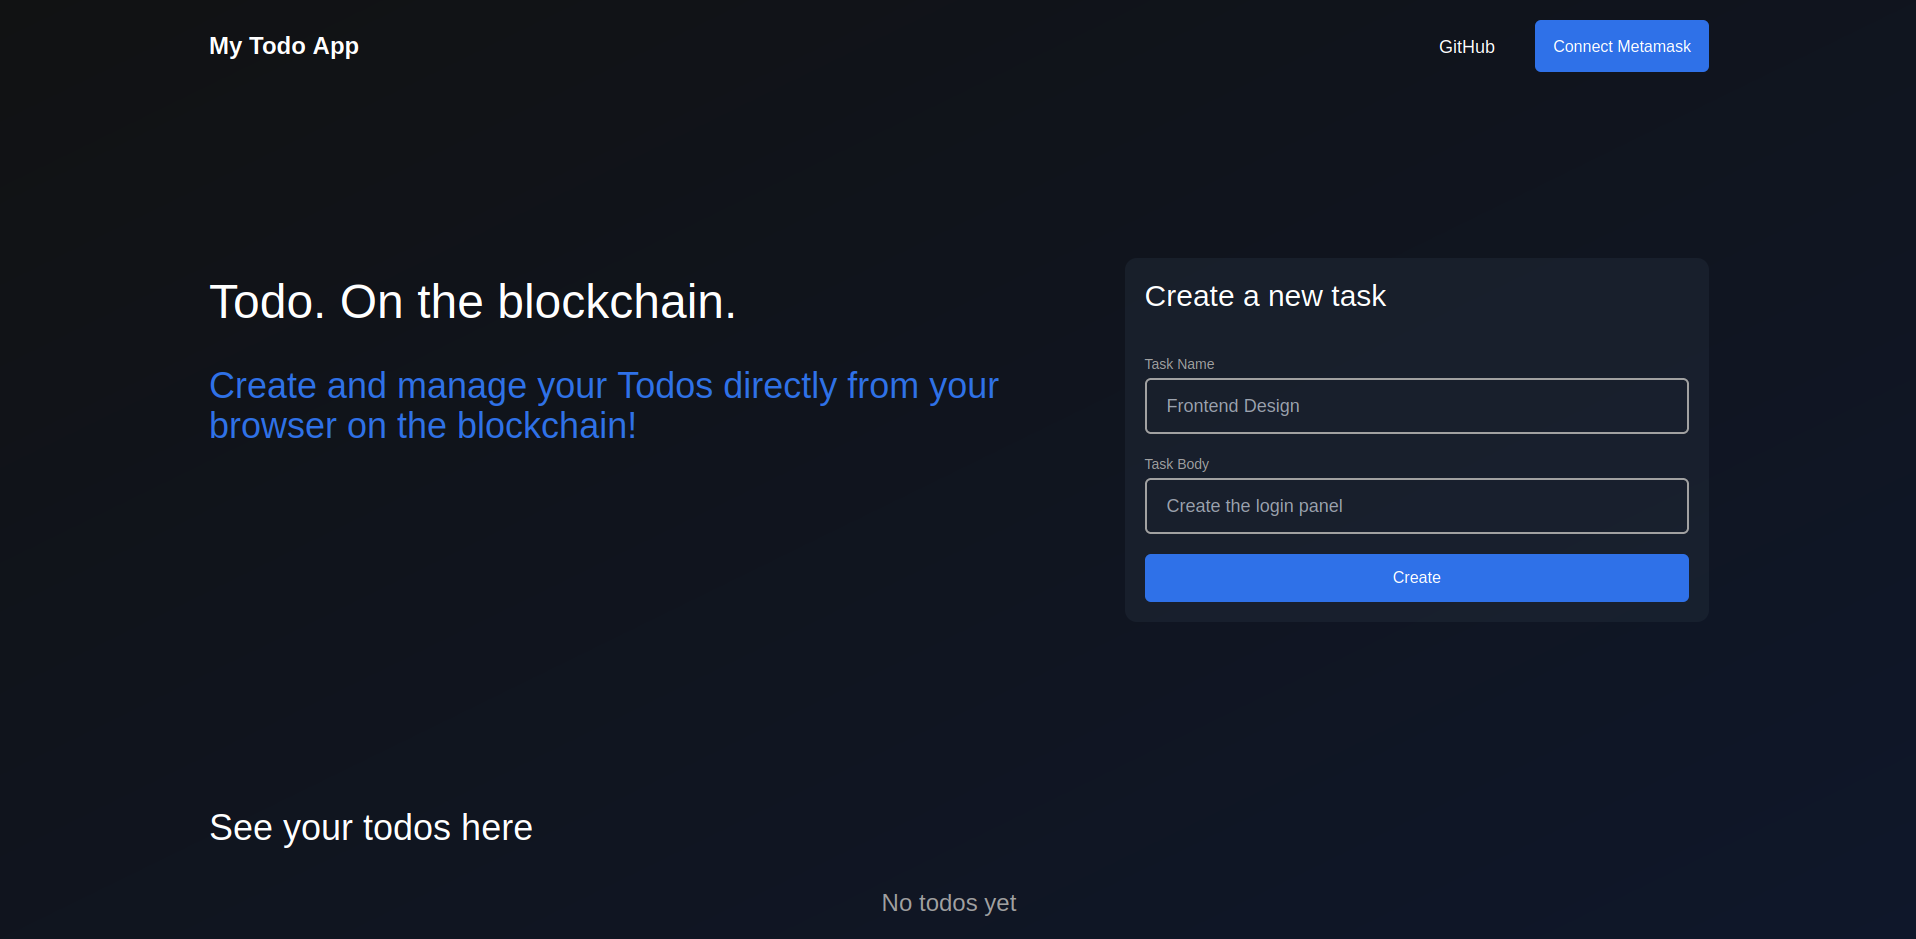 My Todo App
GitHub
Connect Metamask
Todo. On the blockchain.
Create and manage your Todos directly from your
browser on the blockchain!
Create a new task
Task Name
Frontend Design
Task Body
Create the login panel
Create
See your todos here
No todos yet